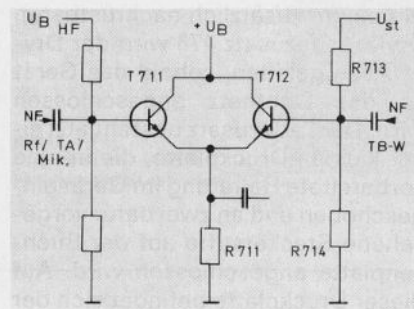 U_B HF
U_B
U_st
T 711
T 712
R 713
NF
NF
Rf/ TA/
Mik.
TB-W
R 711
R 714